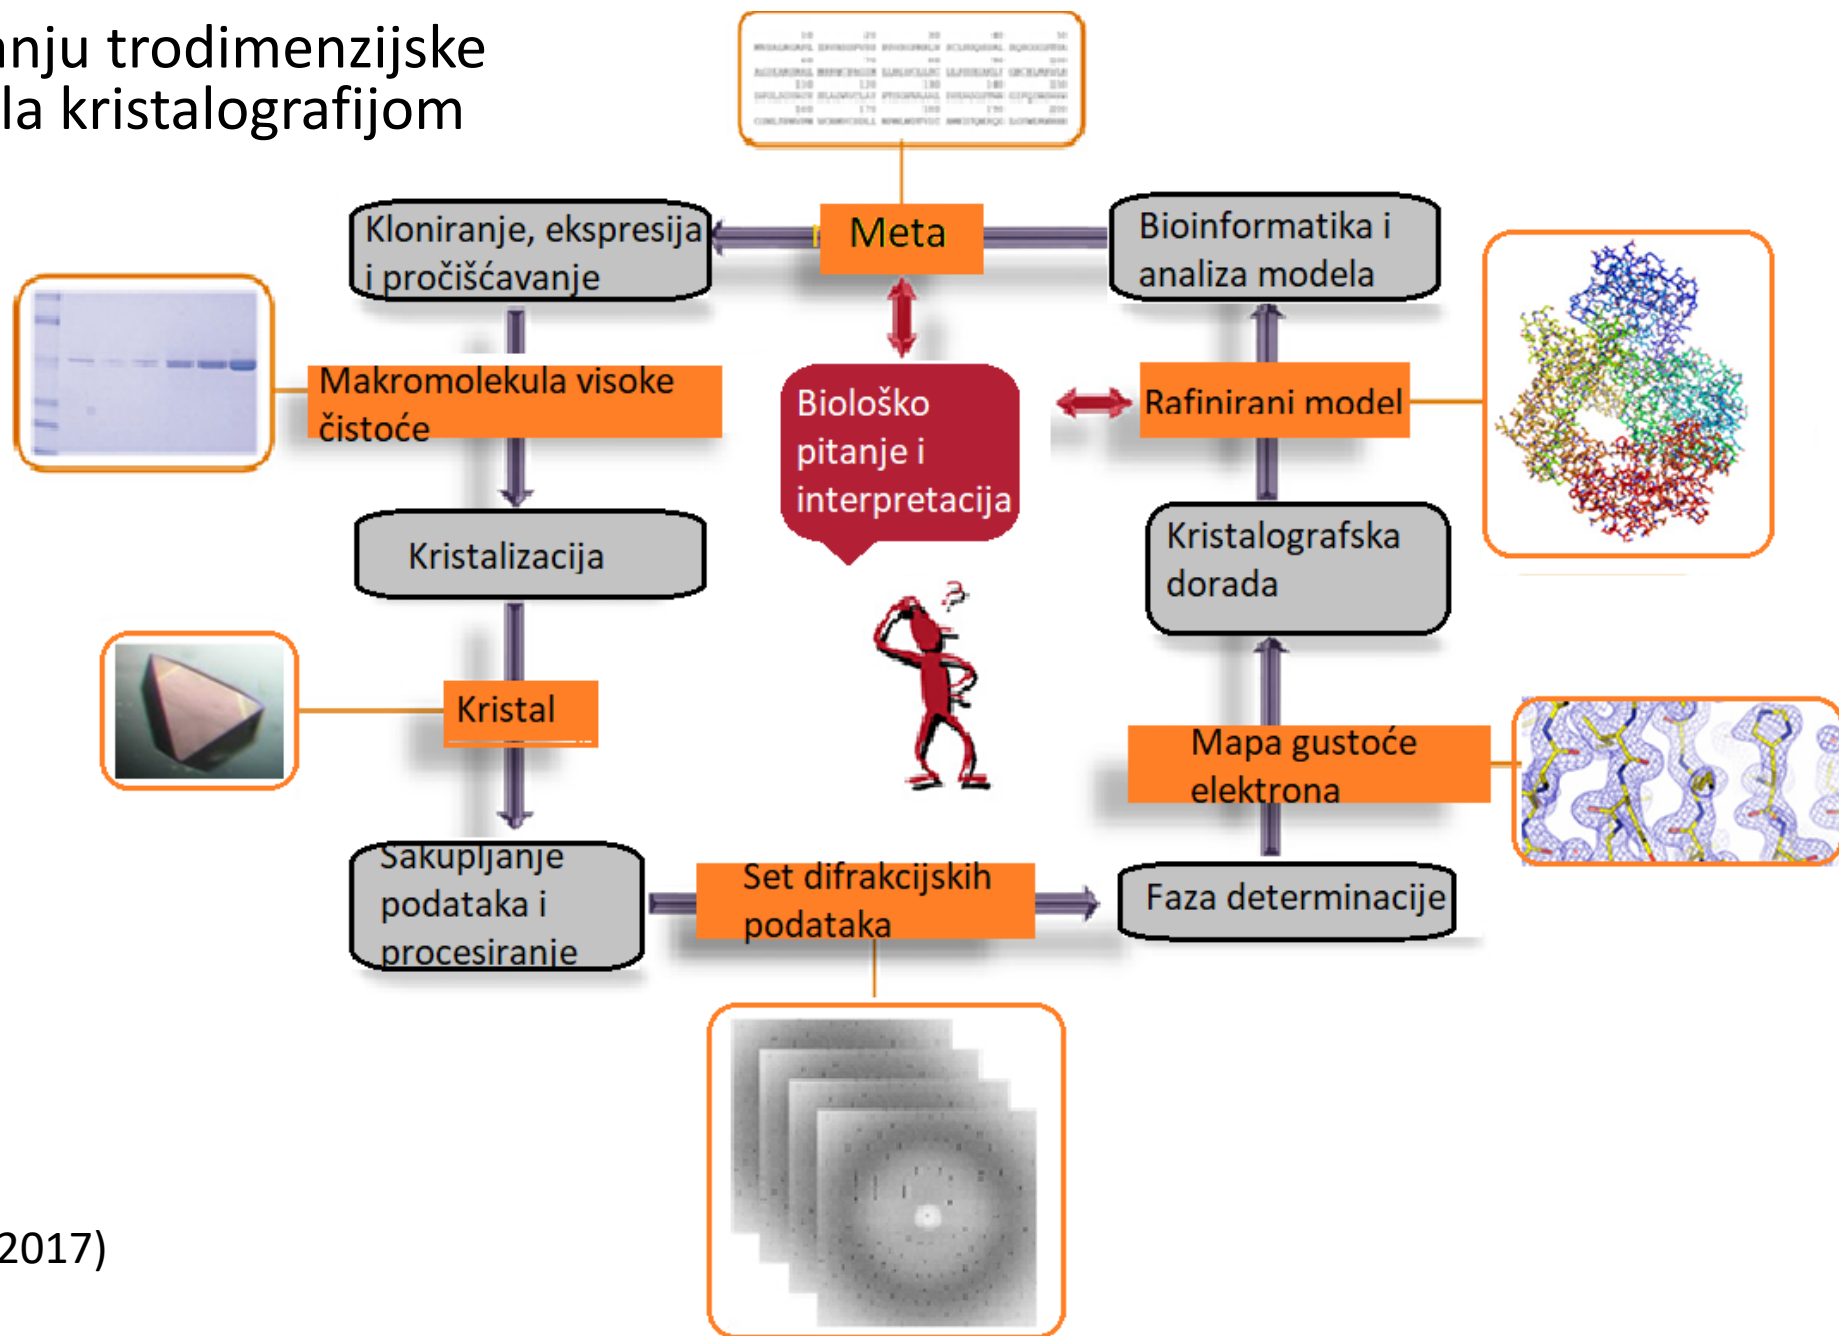 anju trodimenzijske
la kristalografijom
Meta
Kloniranje, ekspresija
i pročišćavanje
Bioinformatika i
analiza modela
Makromolekula visoke
čistoće
Biološko
pitanje i
interpretacija
Rafinirani model
Kristalizacija
Kristalografska
dorada
Kristal
Mapa gustoće
elektrona
Sakupljanje
podataka i
procesiranje
Set difrakcijskih
podataka
Faza determinacije
2017)